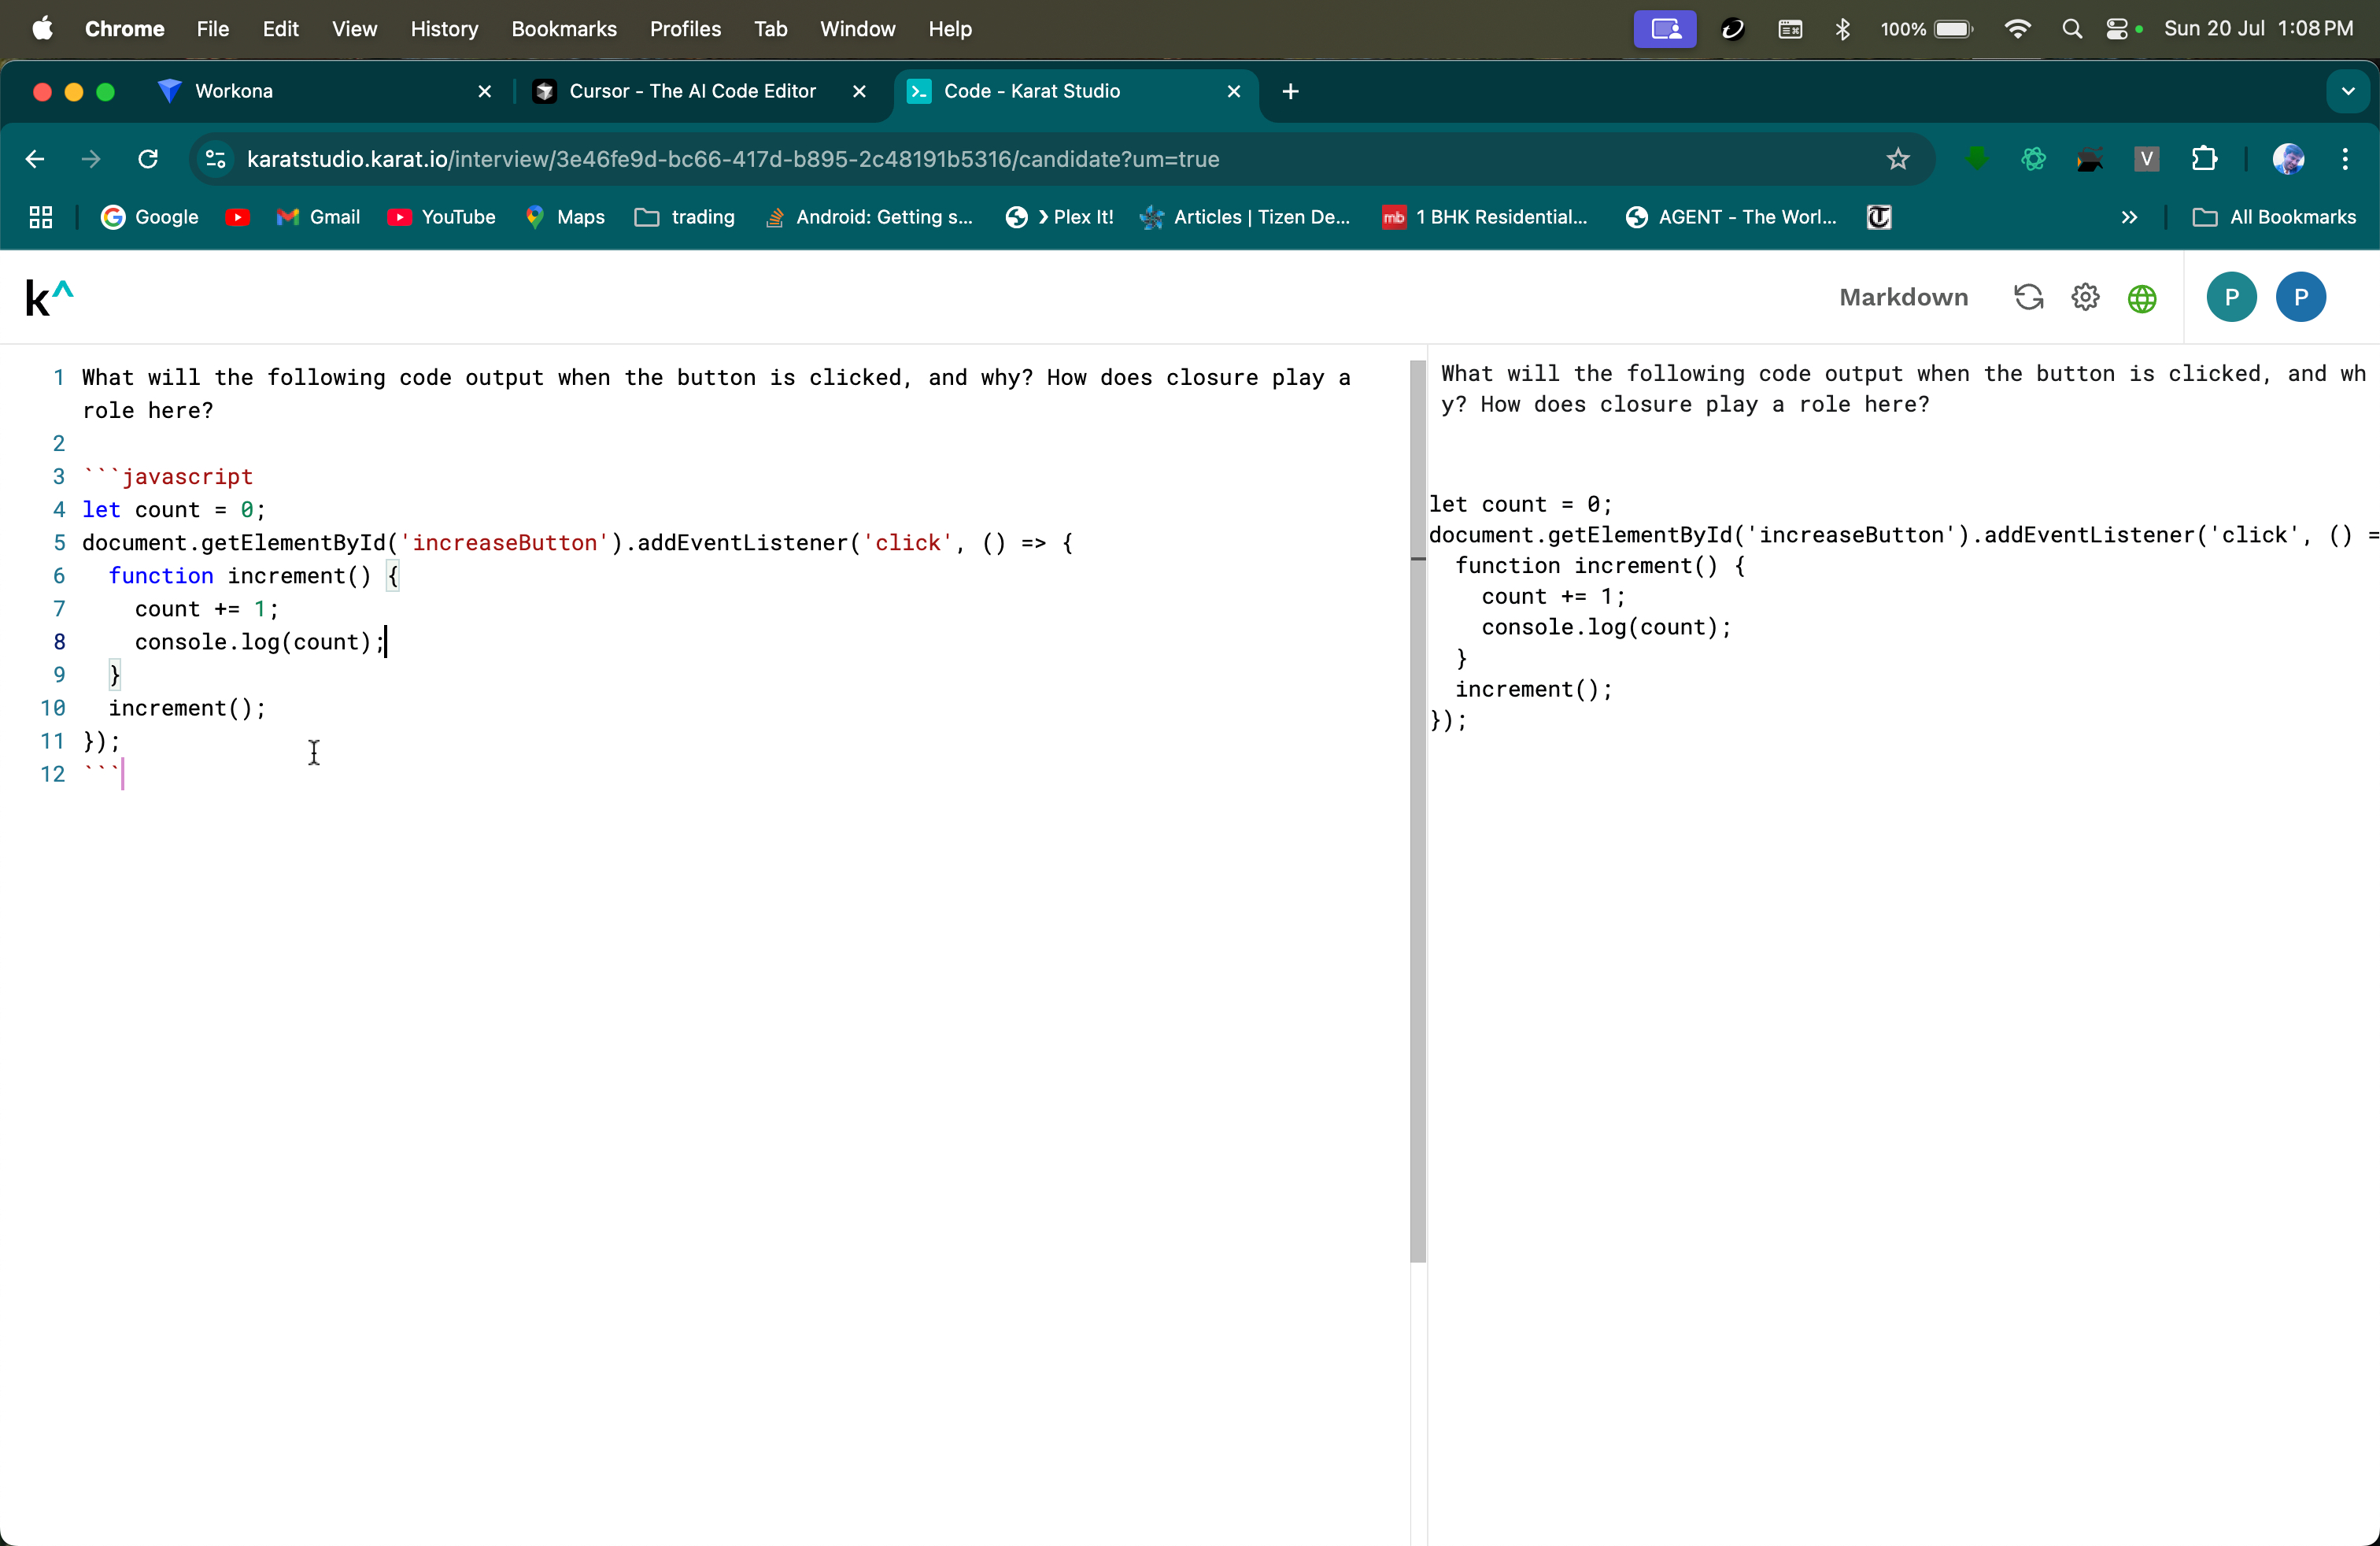 Chrome File Edit View History Bookmarks Profiles Tab Window Help 100% Sun 20 Jul 1:08 PM
Workona Cursor - The AI Code Editor Code - Karat Studio
karatstudio.karat.io/interview/3e46fe9d-bc66-417d-b895-2c48191b5316/candidate?um=true V
Google Gmail YouTube Maps trading Android: Getting s... › Plex It! Articles | Tizen De... mb 1 BHK Residential... AGENT - The Worl... » All Bookmarks
k^ Markdown P P
1 What will the following code output when the button is clicked, and why? How does closure play a
role here?
2
3 ```javascript
4 let count = 0;
5 document.getElementById('increaseButton').addEventListener('click', () => {
6 function increment() {
7 count += 1;
8 console.log(count);
9 }
10 increment();
11 });
12 ```
What will the following code output when the button is clicked, and wh
y? How does closure play a role here?
let count = 0;
document.getElementById('increaseButton').addEventListener('click', () =
function increment() {
count += 1;
console.log(count);
}
increment();
});